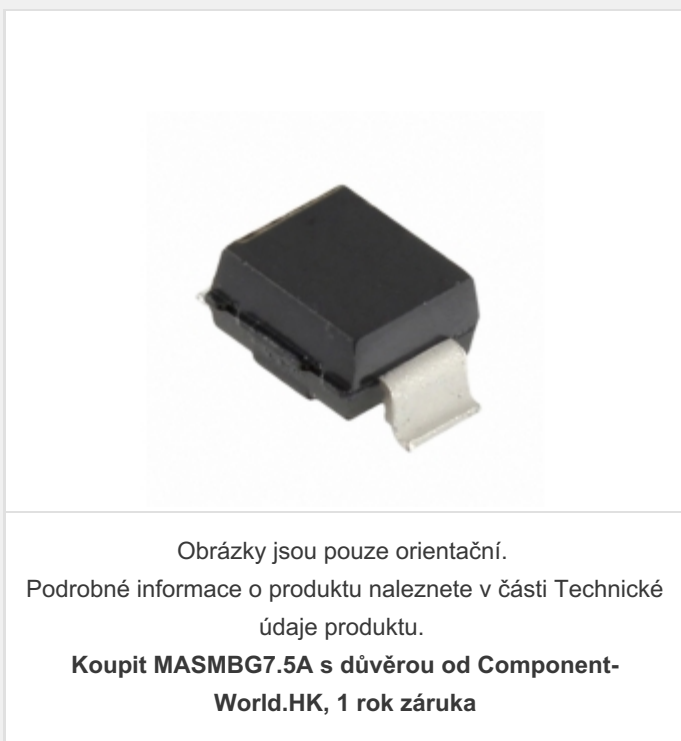 Obrázky jsou pouze orientační.
Podrobné informace o produktu naleznete v části Technické
údaje produktu.
Koupit MASMBG7.5A s důvěrou od Component-
World.HK, 1 rok záruka